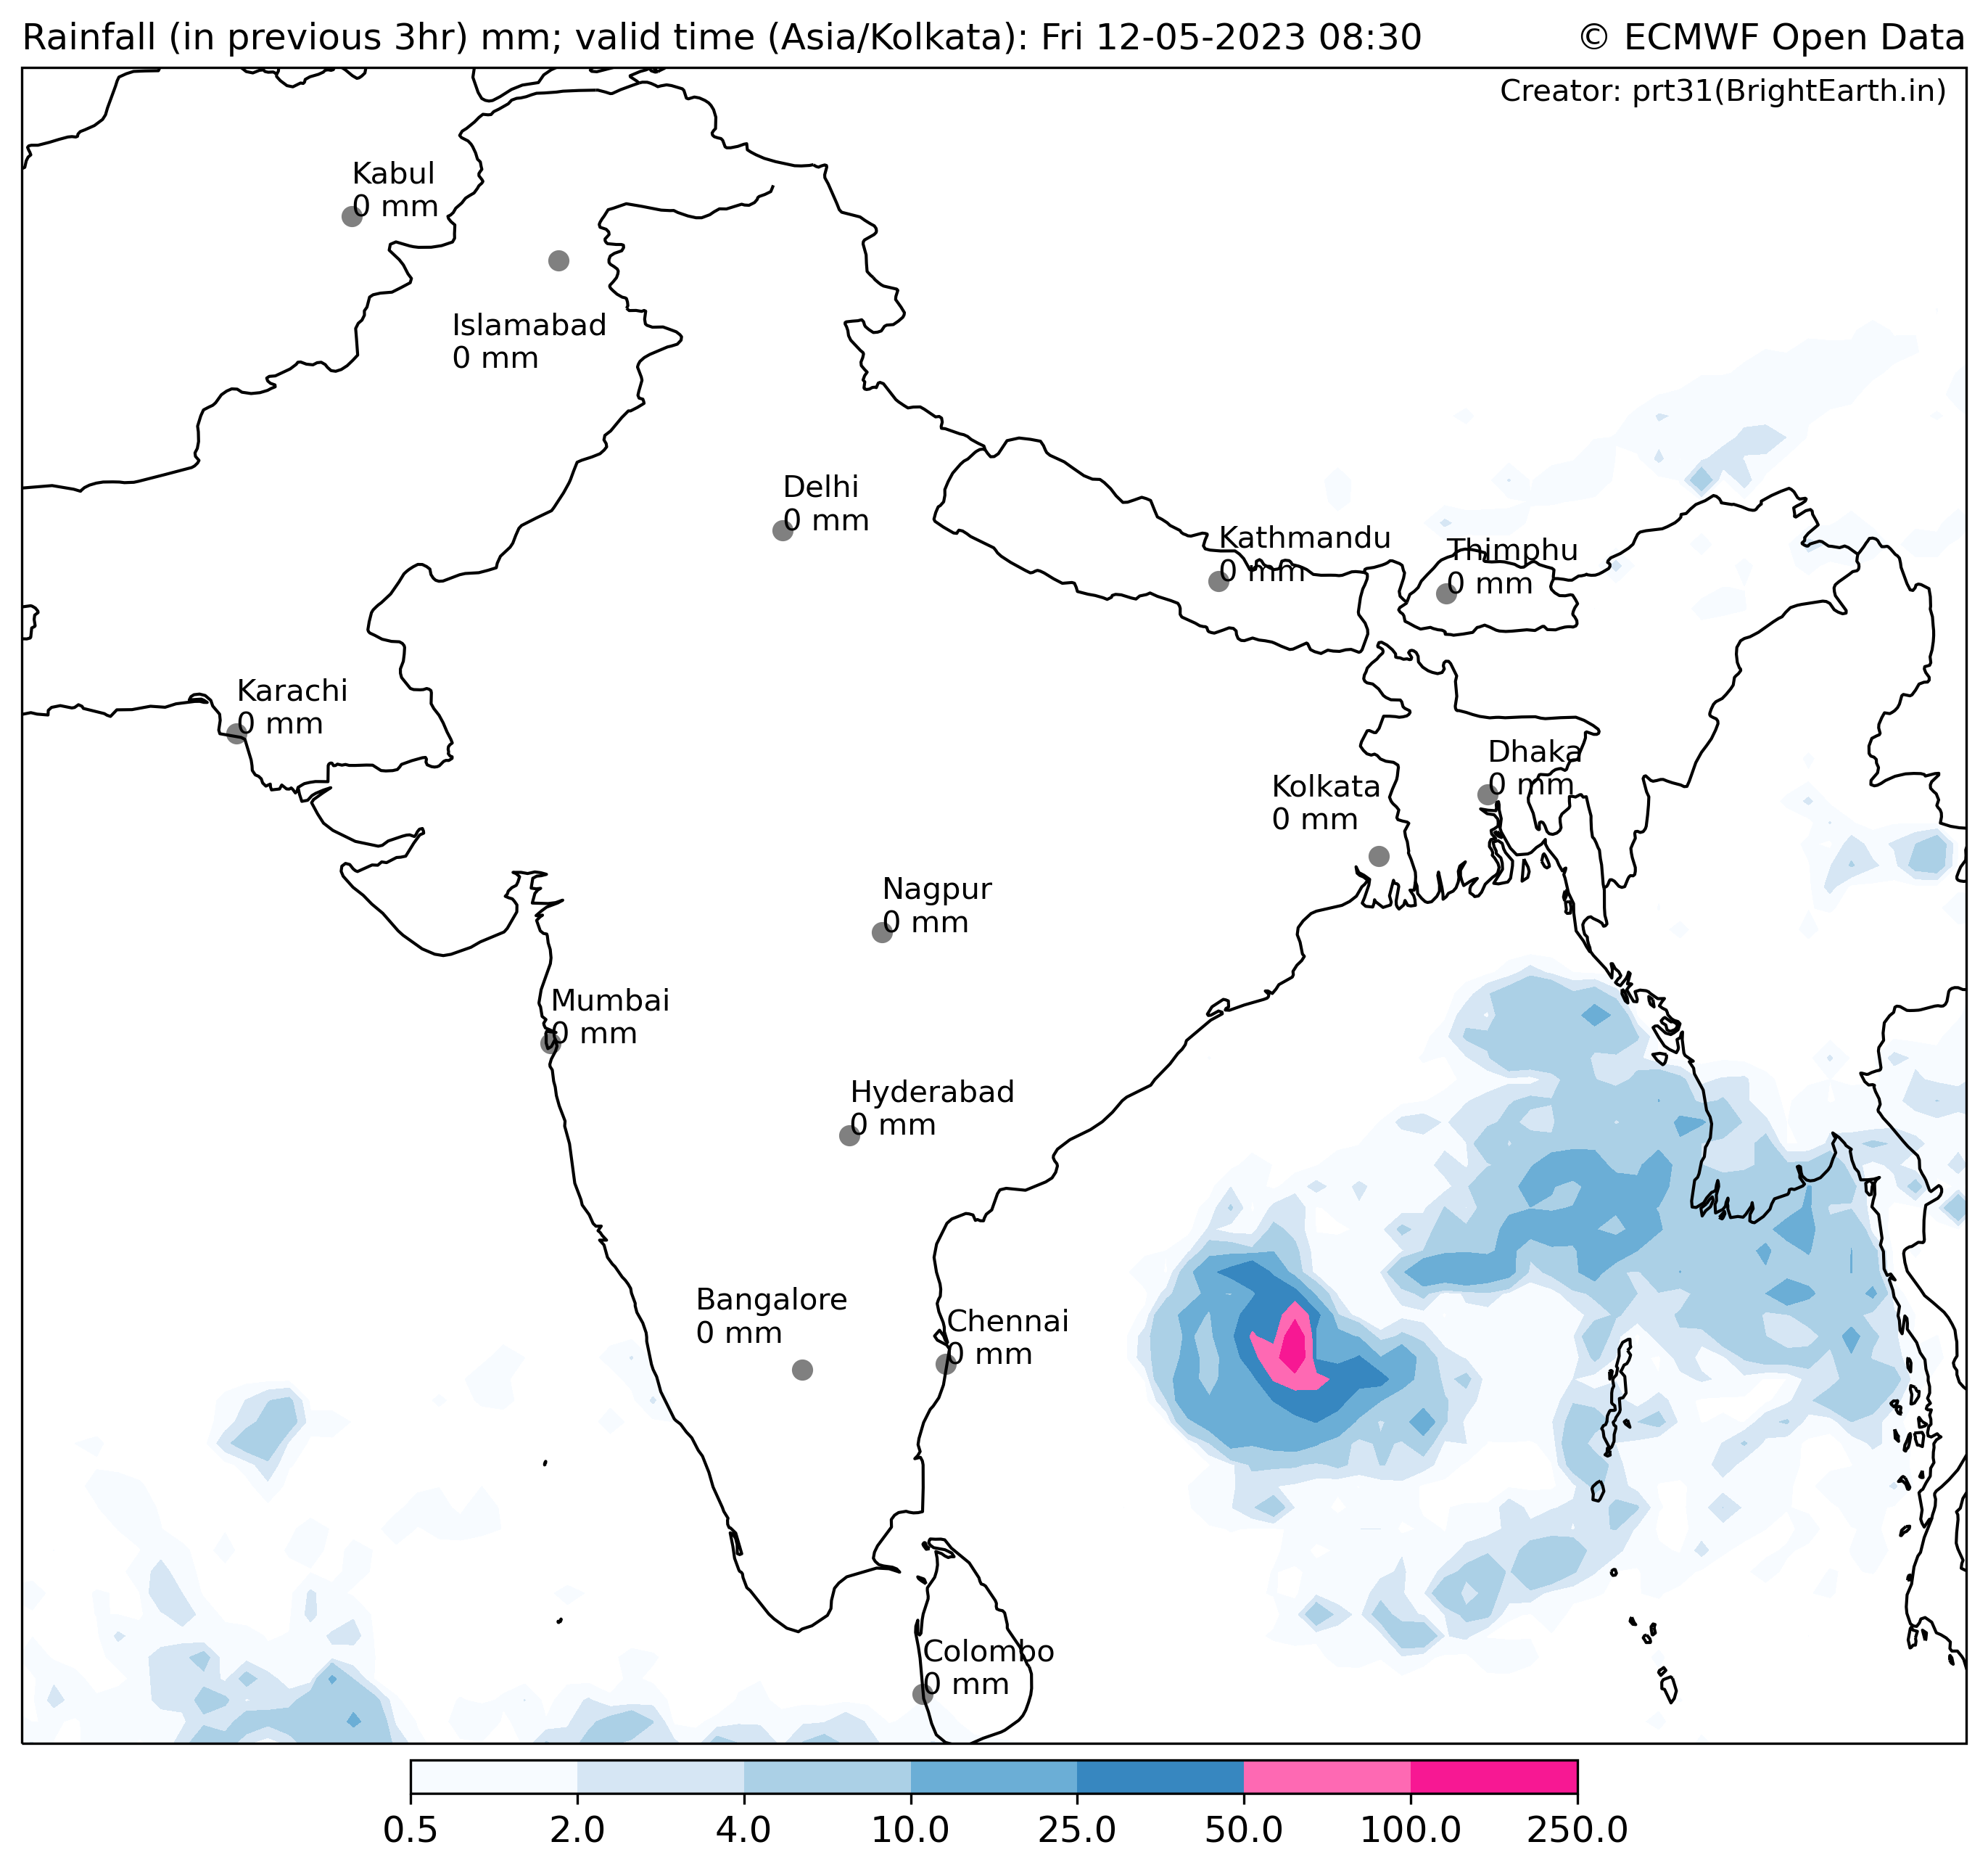 Rainfall (in previous 3hr) mm; valid time (Asia/Kolkata): Fri 12-05-2023 08:30
© ECMWF Open Data
Creator: prt31(BrightEarth.in)
Kabul
0 mm
Islamabad
0 mm
Delhi
0 mm
Kathmandu
0 mm
Thimphu
0 mm
Karachi
0 mm
Dhaka
0 mm
Kolkata
0 mm
Nagpur
0 mm
Mumbai
0 mm
Hyderabad
0 mm
Bangalore
0 mm
Chennai
0 mm
Colombo
0 mm
0.5 2.0 4.0 10.0 25.0 50.0 100.0 250.0